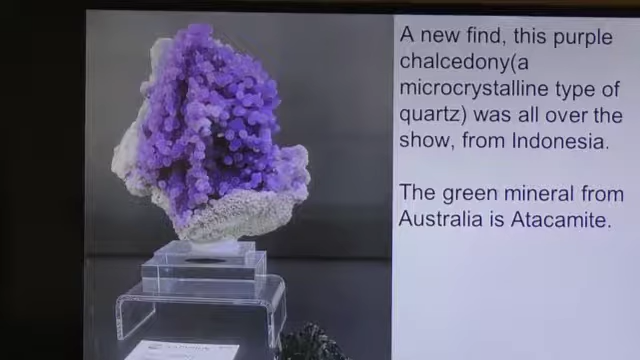 A new find, this purple
chalcedony(a
microcrystalline type of
quartz) was all over the
show, from Indonesia.
The green mineral from
Australia is Atacamite.